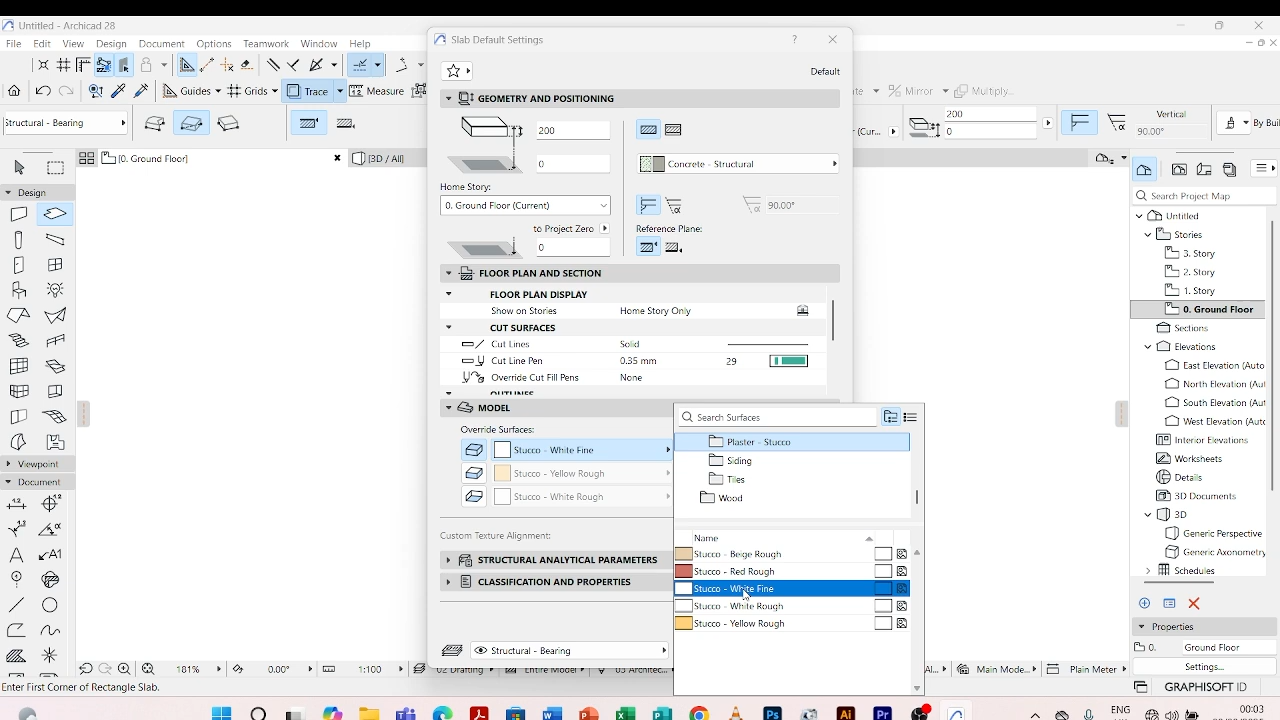 Untitled - Archicad 28
File Edit View Design Document Options Teamwork Window Help
Slab Default Settings
?
Default
Guides
Grids
Trace
Measure
Mirror
Multiply...
Structural - Bearing
GEOMETRY AND POSITIONING
200
0
Home Story:
0. Ground Floor (Current)
to Project Zero
0
Concrete - Structural
90.00°
Reference Plane:
200
0
Vertical
90.00°
By Buil
[0. Ground Floor]
[3D / All]
Design
Viewpoint
Document
FLOOR PLAN AND SECTION
FLOOR PLAN DISPLAY
Show on Stories Home Story Only
CUT SURFACES
Cut Lines Solid
Cut Line Pen 0.35 mm 29
Override Cut Fill Pens None
OUTLINES
MODEL
Override Surfaces:
Stucco - White Fine
Stucco - Yellow Rough
Stucco - White Rough
Custom Texture Alignment:
STRUCTURAL ANALYTICAL PARAMETERS
CLASSIFICATION AND PROPERTIES
Structural - Bearing
Search Surfaces
Plaster - Stucco
Siding
Tiles
Wood
Name
Stucco - Beige Rough
Stucco - Red Rough
Stucco - White Fine
Stucco - White Rough
Stucco - Yellow Rough
Search Project Map
Untitled
Stories
3. Story
2. Story
1. Story
0. Ground Floor
Sections
Elevations
East Elevation (Auto
North Elevation (Aut
South Elevation (Aut
West Elevation (Auto
Interior Elevations
Worksheets
Details
3D Documents
3D
Generic Perspective
Generic Axonometry
Schedules
Properties
0. Ground Floor
Settings...
181%
0.00°
1:100
02 Drafting
Entire Model
03 Architec...
Main Mode...
Plain Meter
Enter First Corner of Rectangle Slab.
GRAPHISOFT ID
ENG
00:03